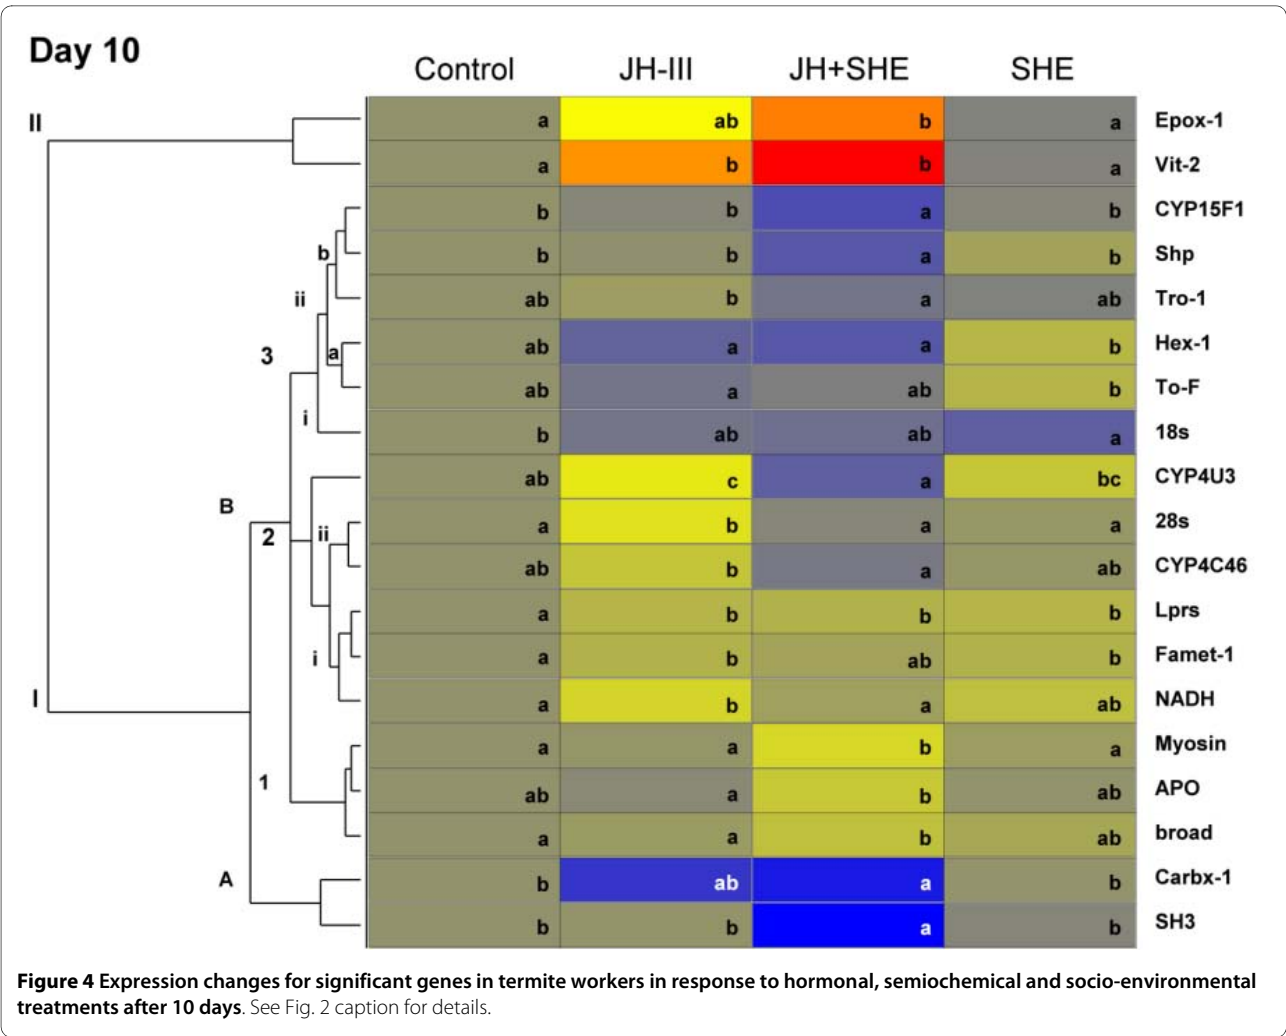 Day 10
Control JH-III JH+SHE SHE
II
a ab b a Epox-1
a b b a Vit-2
b b a b CYP15F1
b b b a b Shp
ii
ab b a ab Tro-1
3 a ab a a b Hex-1
ab a ab b To-F
i
b ab ab a 18s
ab c a bc CYP4U3
B
2 ii a b a a 28s
ab b a ab CYP4C46
a b b b Lprs
i a b ab b Famet-1
I
a b a ab NADH
a a b a Myosin
1
ab a b ab APO
a a b ab broad
A b ab a b Carbx-1
b b a b SH3
Figure 4 Expression changes for significant genes in termite workers in response to hormonal, semiochemical and socio-environmental
treatments after 10 days. See Fig. 2 caption for details.